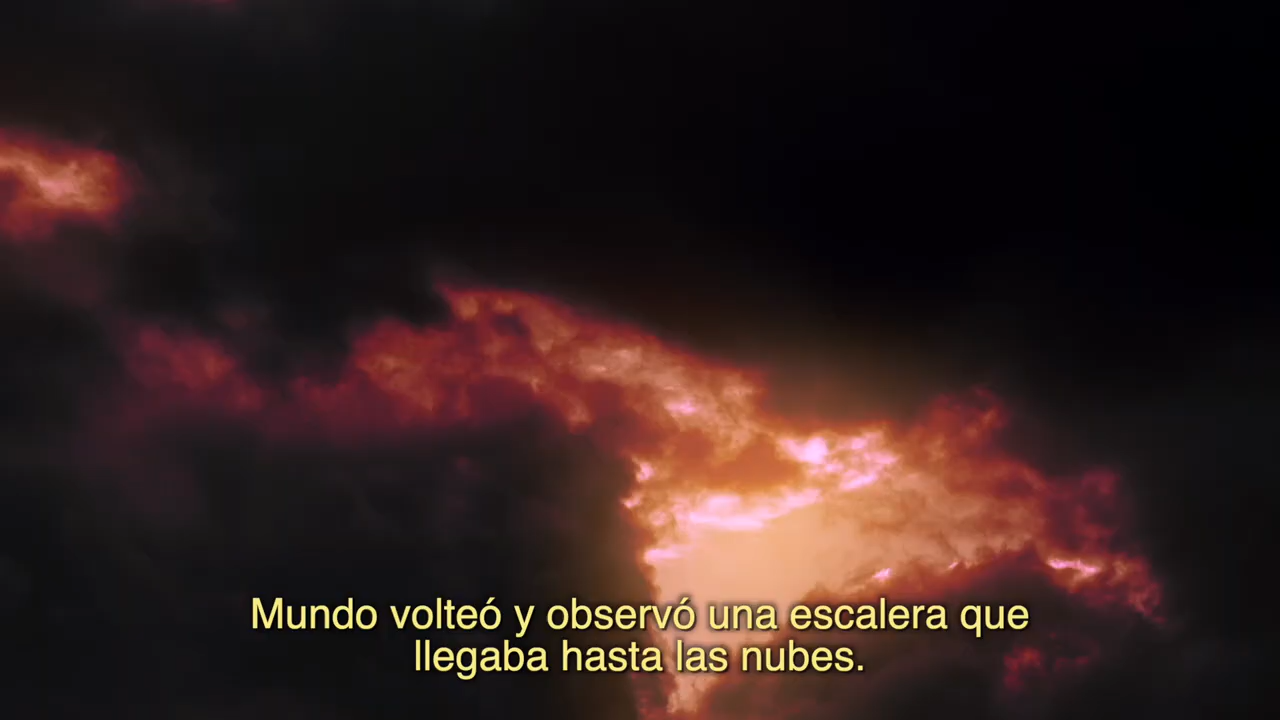 Mundo volteó y observó una escalera que
llegaba hasta las nubes.